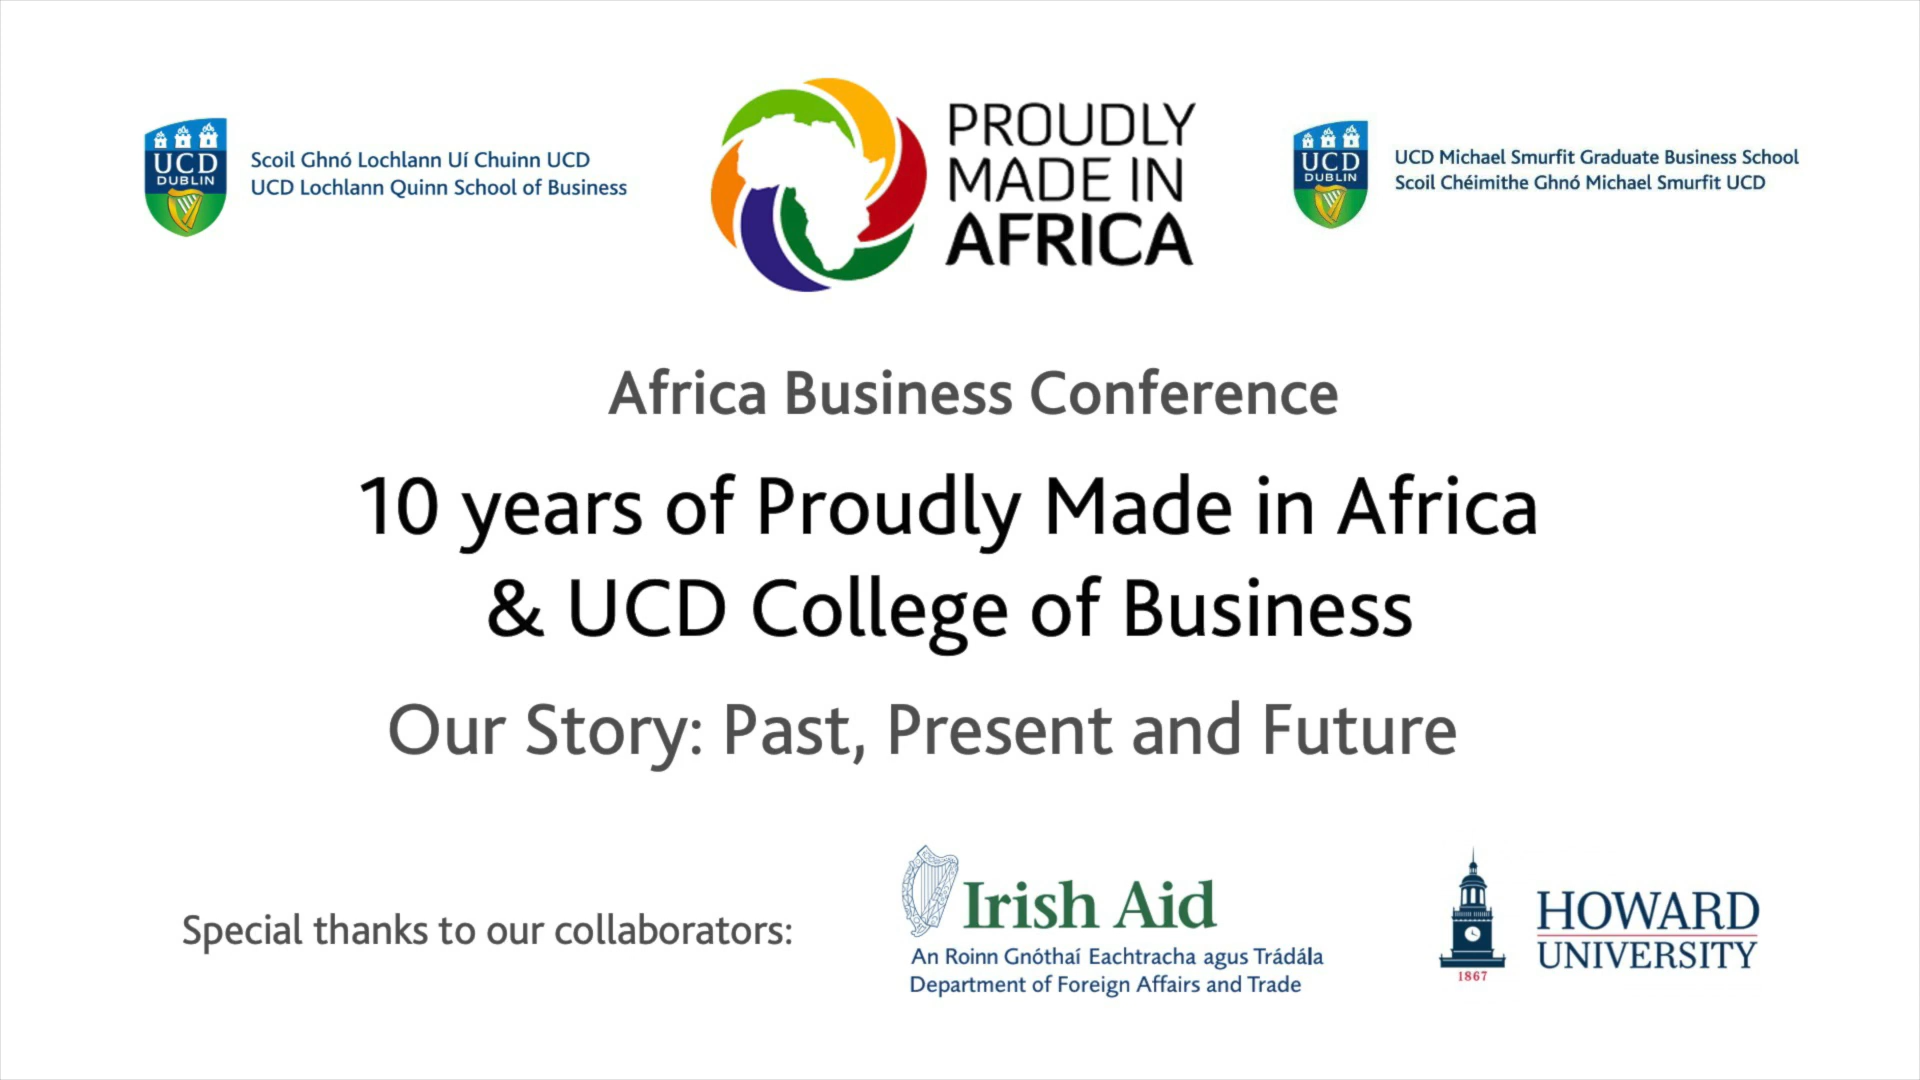 UCD
DUBLIN
Scoil Ghnó Lochlann Uí Chuinn UCD
UCD Lochlann Quinn School of Business
PROUDLY
MADE IN
AFRICA
UCD
DUBLIN
UCD Michael Smurfit Graduate Business School
Scoil Chéimithe Ghnó Michael Smurfit UCD
Africa Business Conference
10 years of Proudly Made in Africa
& UCD College of Business
Our Story: Past, Present and Future
Special thanks to our collaborators:
Irish Aid
An Roinn Gnóthaí Eachtracha agus Trádála
Department of Foreign Affairs and Trade
1867
HOWARD
UNIVERSITY